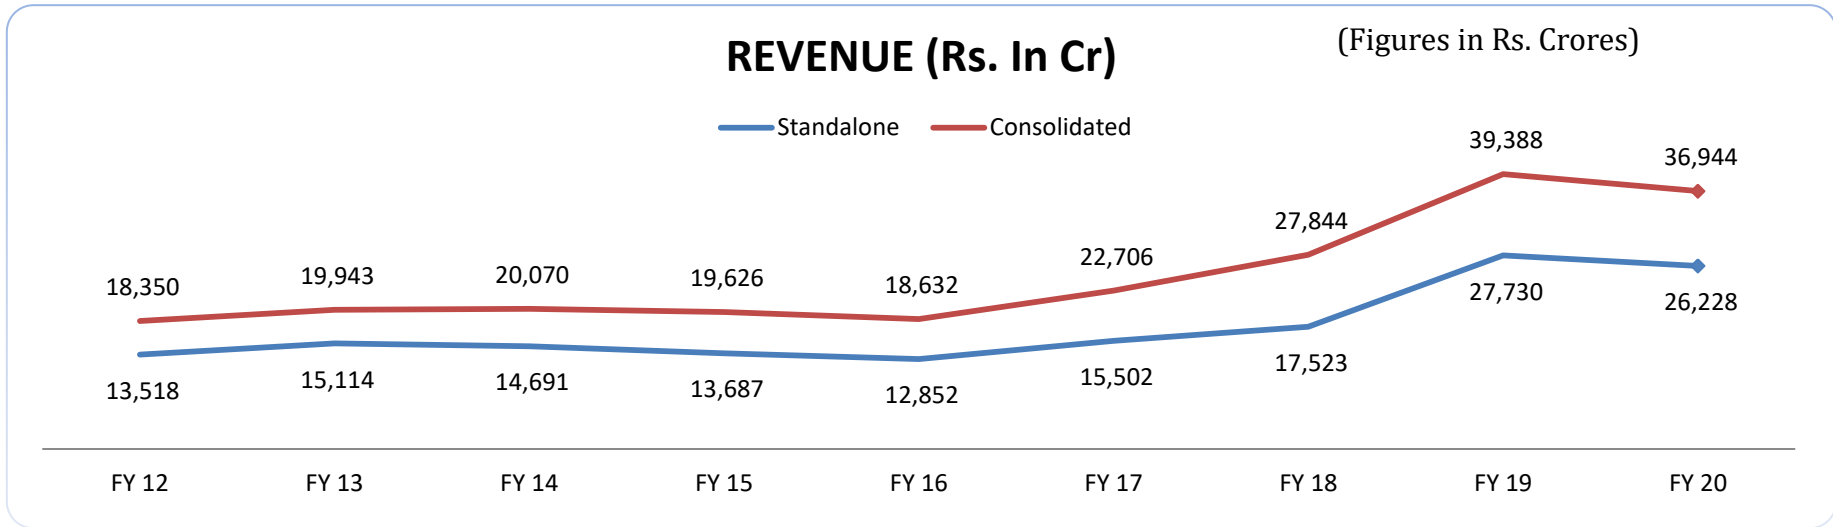 REVENUE (Rs. In Cr)
(Figures in Rs. Crores)
Standalone Consolidated
18,350 19,943 20,070 19,626 18,632 22,706 27,844 39,388 36,944
13,518 15,114 14,691 13,687 12,852 15,502 17,523 27,730 26,228
FY 12 FY 13 FY 14 FY 15 FY 16 FY 17 FY 18 FY 19 FY 20